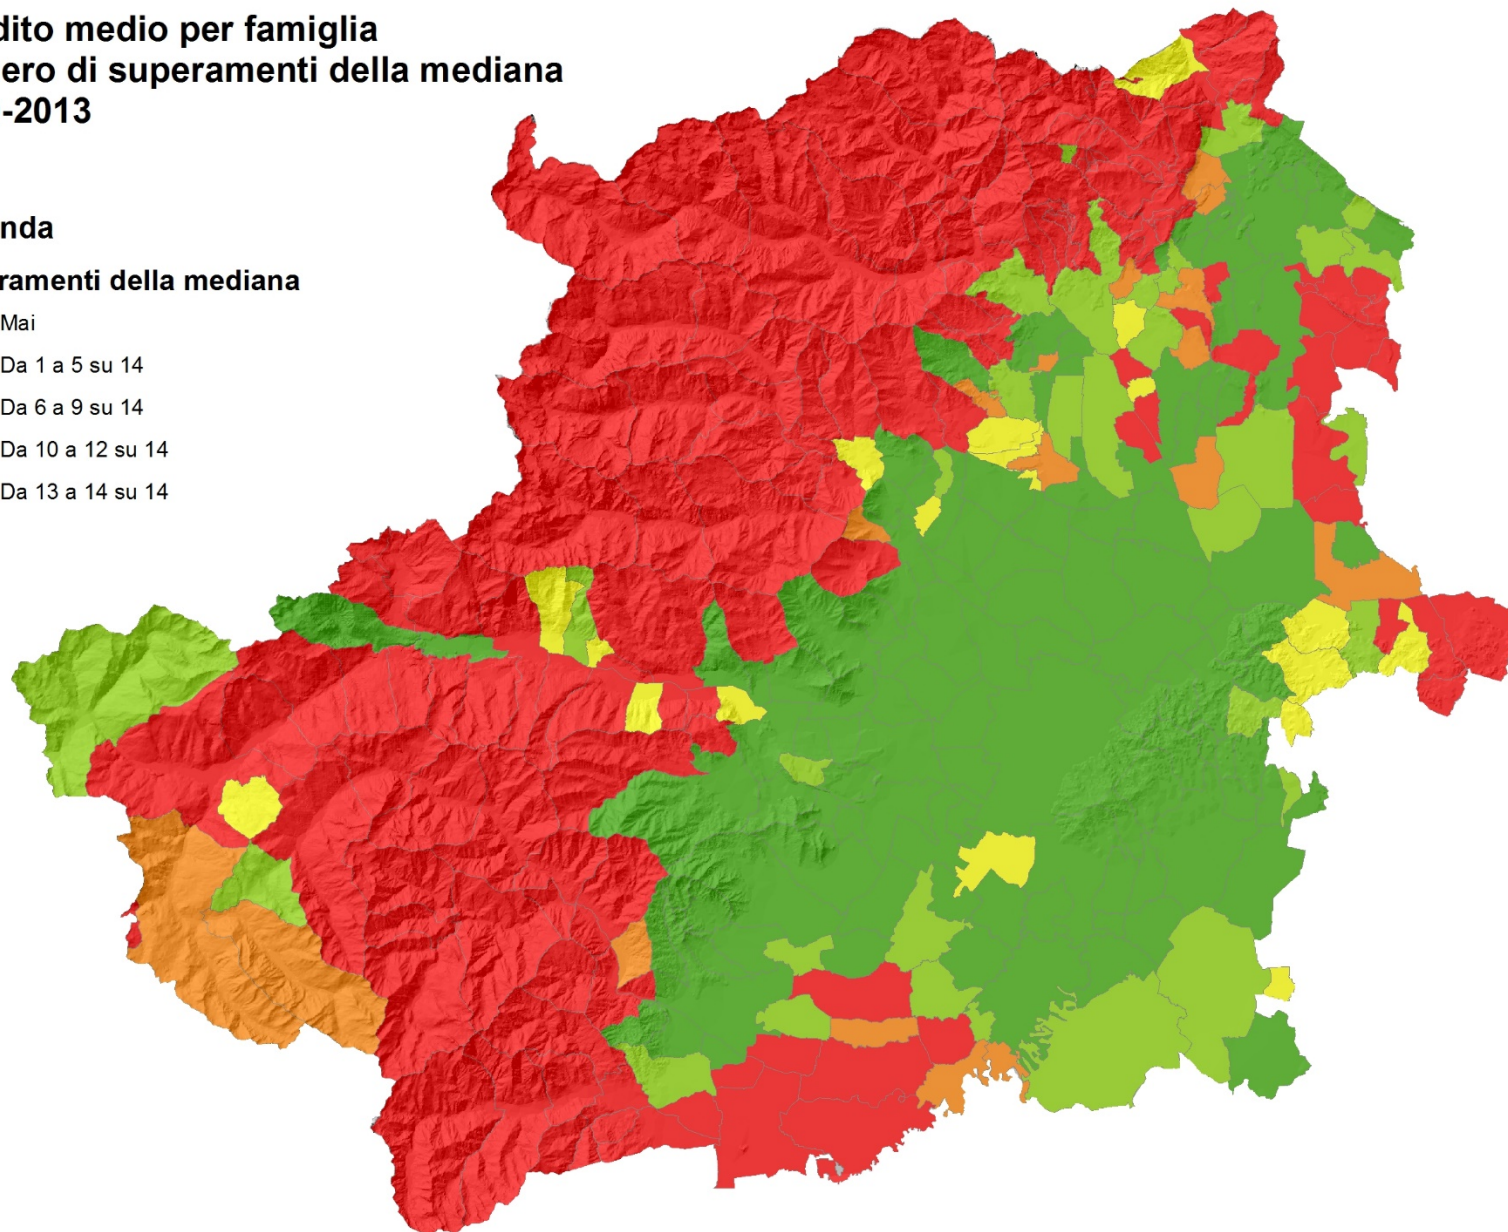 dito medio per famiglia
ero di superamenti della mediana
-2013
nda
ramenti della mediana
Mai
Da 1 a 5 su 14
Da 6 a 9 su 14
Da 10 a 12 su 14
Da 13 a 14 su 14